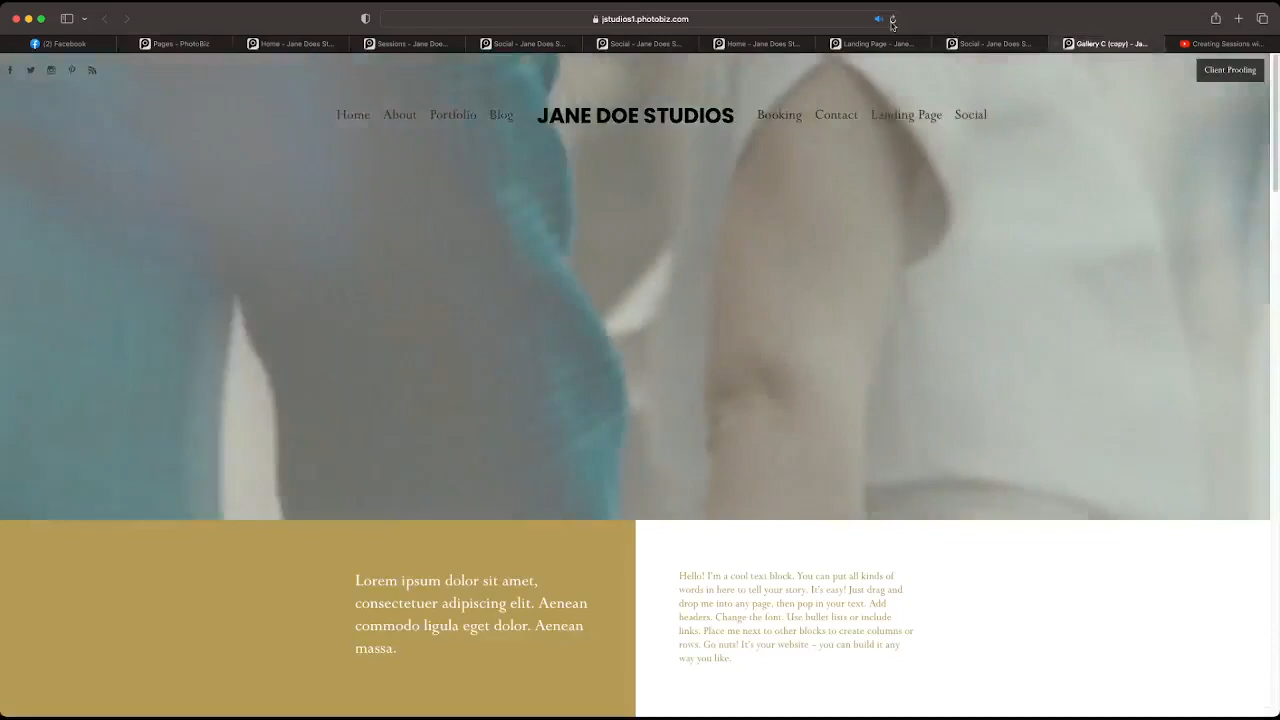 jstudios1.photobiz.com
(2) Facebook
Pages - PhotoBiz
Home - Jane Does St...
Sessions - Jane Doe...
Social - Jane Does S...
Social - Jane Does S...
Home - Jane Does St...
Landing Page - Jane...
Social - Jane Does S...
Gallery C (copy) - Ja...
Creating Sessions wi...
Client Proofing
Home About Portfolio Blog JANE DOE STUDIOS Booking Contact Landing Page Social
Lorem ipsum dolor sit amet,
consectetuer adipiscing elit. Aenean
commodo ligula eget dolor. Aenean
massa.
Hello! I'm a cool text block. You can put all kinds of
words in here to tell your story. It's easy! Just drag and
drop me into any page, then pop in your text. Add
headers. Change the font. Use bullet lists or include
links. Place me next to other blocks to create columns or
rows. Go nuts! It's your website – you can build it any
way you like.